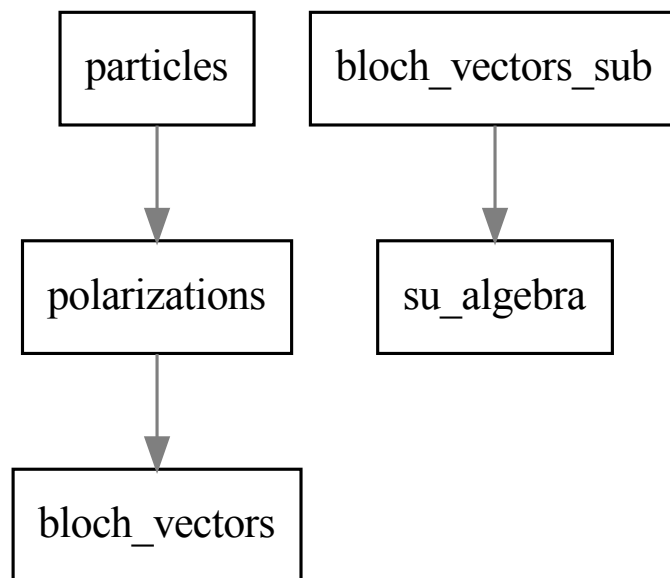 particles
bloch_vectors_sub
polarizations
su_algebra
bloch_vectors